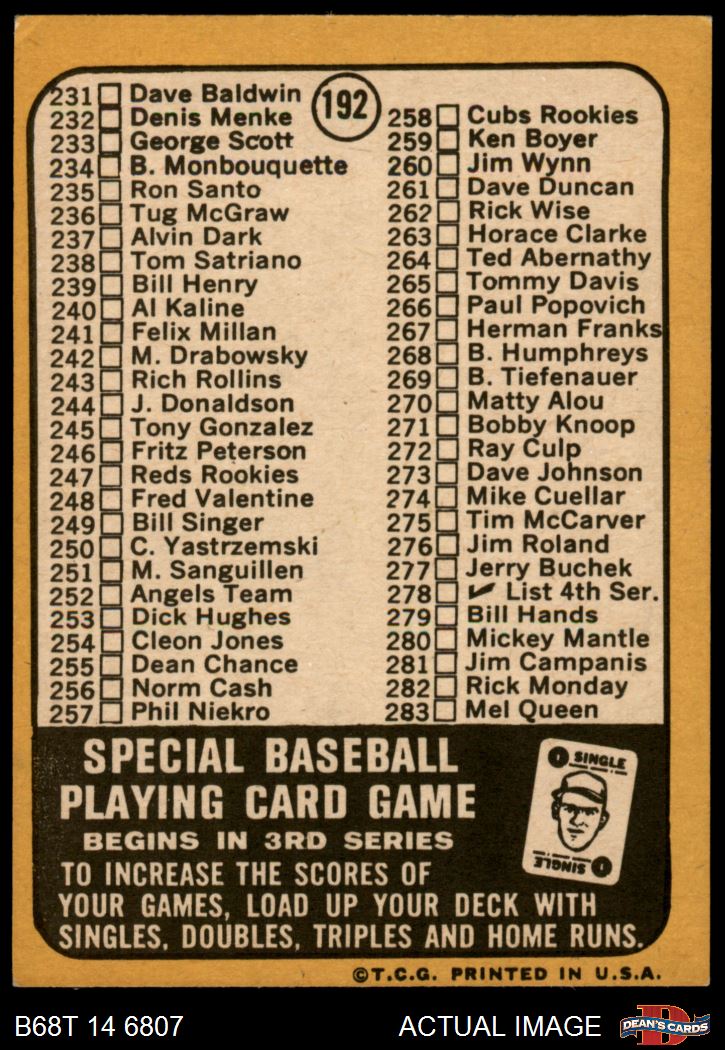 192
231 Dave Baldwin
232 Denis Menke
233 George Scott
234 B. Monbouquette
235 Ron Santo
236 Tug McGraw
237 Alvin Dark
238 Tom Satriano
239 Bill Henry
240 Al Kaline
241 Felix Millan
242 M. Drabowsky
243 Rich Rollins
244 J. Donaldson
245 Tony Gonzalez
246 Fritz Peterson
247 Reds Rookies
248 Fred Valentine
249 Bill Singer
250 C. Yastrzemski
251 M. Sanguillen
252 Angels Team
253 Dick Hughes
254 Cleon Jones
255 Dean Chance
256 Norm Cash
257 Phil Niekro
258 Cubs Rookies
259 Ken Boyer
260 Jim Wynn
261 Dave Duncan
262 Rick Wise
263 Horace Clarke
264 Ted Abernathy
265 Tommy Davis
266 Paul Popovich
267 Herman Franks
268 B. Humphreys
269 B. Tiefenauer
270 Matty Alou
271 Bobby Knoop
272 Ray Culp
273 Dave Johnson
274 Mike Cuellar
275 Tim McCarver
276 Jim Roland
277 Jerry Buchek
278 ✓ List 4th Ser.
279 Bill Hands
280 Mickey Mantle
281 Jim Campanis
282 Rick Monday
283 Mel Queen
SPECIAL BASEBALL
PLAYING CARD GAME
BEGINS IN 3RD SERIES
TO INCREASE THE SCORES OF
YOUR GAMES, LOAD UP YOUR DECK WITH
SINGLES, DOUBLES, TRIPLES AND HOME RUNS.
1 SINGLE
1 SINGLE
©T.C.G. PRINTED IN U.S.A.
B68T 14 6807
ACTUAL IMAGE
D
DEAN'S CARDS